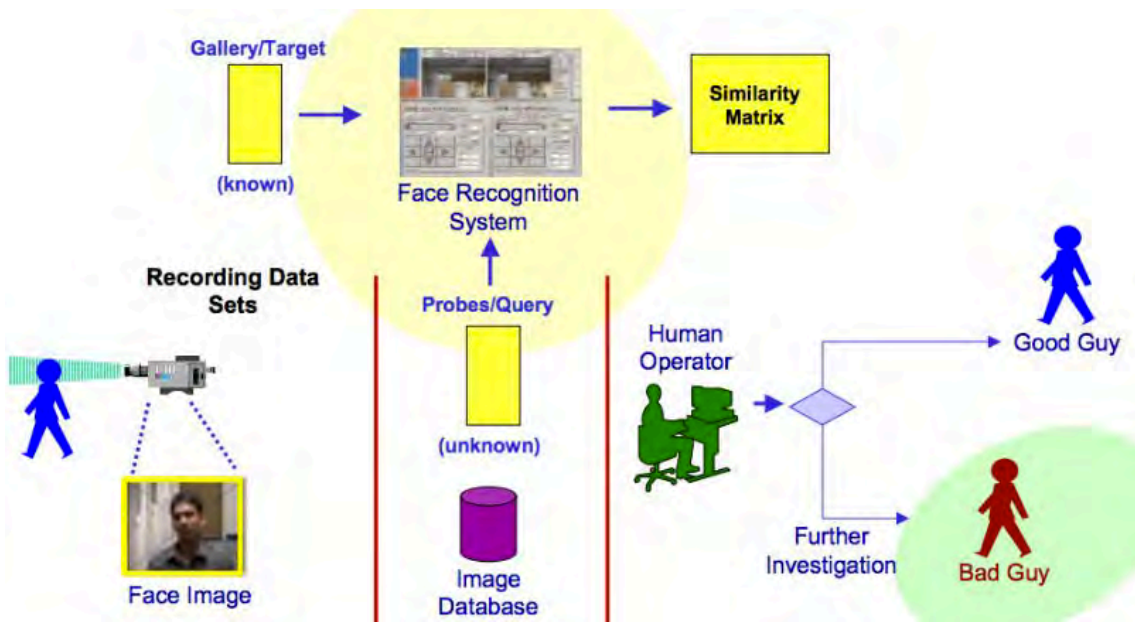 Gallery/Target
(known)
Face Recognition
System
Similarity
Matrix
Recording Data
Sets
Probes/Query
(unknown)
Face Image
Image
Database
Human
Operator
Good Guy
Further
Investigation
Bad Guy